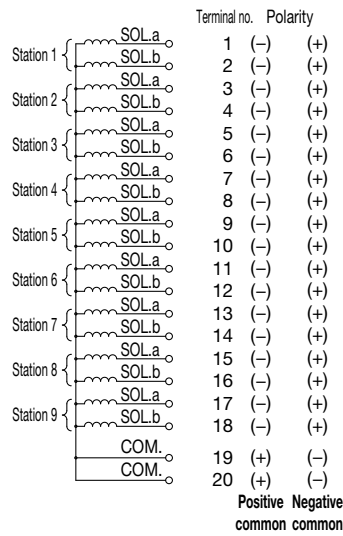 Terminal no. Polarity
Station 1 SOL.a 1 (–) (+)
SOL.b 2 (–) (+)
Station 2 SOL.a 3 (–) (+)
SOL.b 4 (–) (+)
Station 3 SOL.a 5 (–) (+)
SOL.b 6 (–) (+)
Station 4 SOL.a 7 (–) (+)
SOL.b 8 (–) (+)
Station 5 SOL.a 9 (–) (+)
SOL.b 10 (–) (+)
Station 6 SOL.a 11 (–) (+)
SOL.b 12 (–) (+)
Station 7 SOL.a 13 (–) (+)
SOL.b 14 (–) (+)
Station 8 SOL.a 15 (–) (+)
SOL.b 16 (–) (+)
Station 9 SOL.a 17 (–) (+)
SOL.b 18 (–) (+)
COM. 19 (+) (–)
COM. 20 (+) (–)
Positive Negative
common common